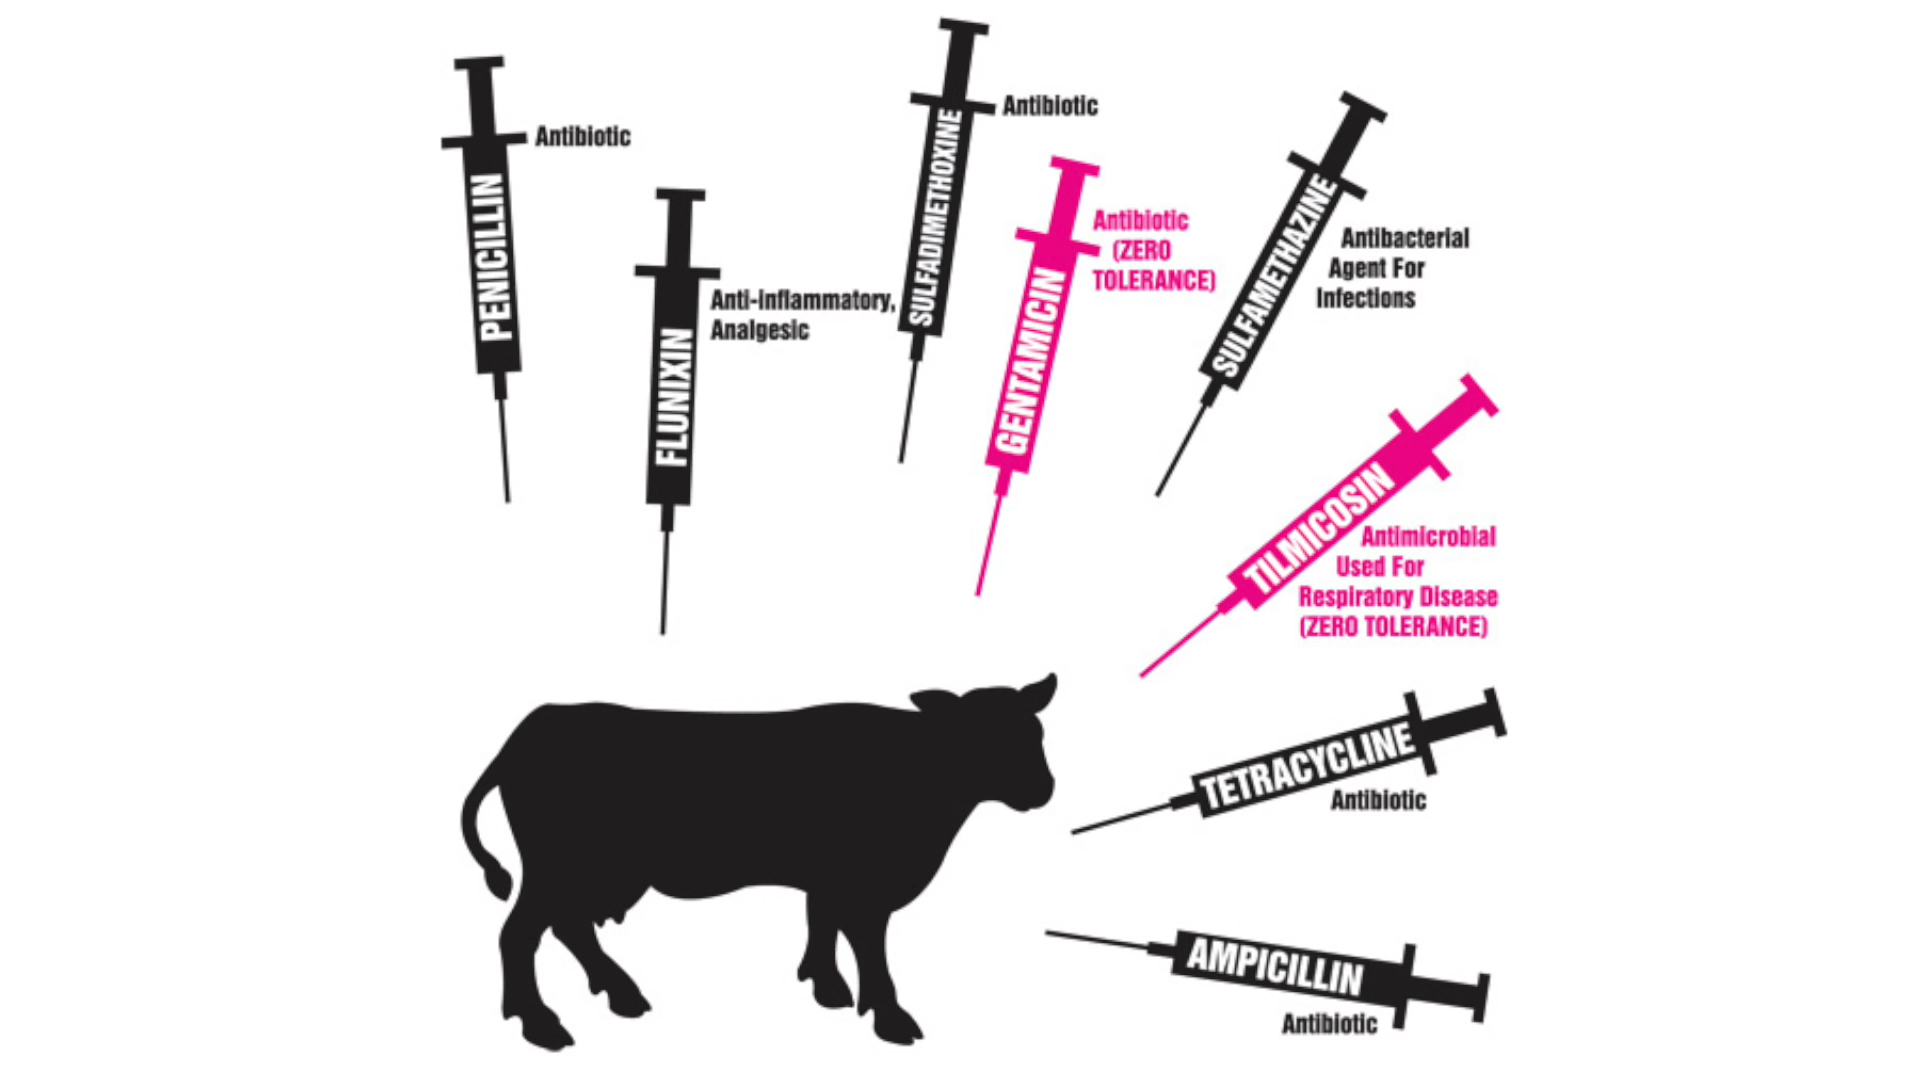 PENICILLIN
Antibiotic
FLUNIXIN
Anti-inflammatory,
Analgesic
SULFADIMETHOXINE
Antibiotic
GENTAMICIN
Antibiotic
(ZERO
TOLERANCE)
SULFAMETHAZINE
Antibacterial
Agent For
Infections
TILMICOSIN
Antimicrobial
Used For
Respiratory Disease
(ZERO TOLERANCE)
TETRACYCLINE
Antibiotic
AMPICILLIN
Antibiotic